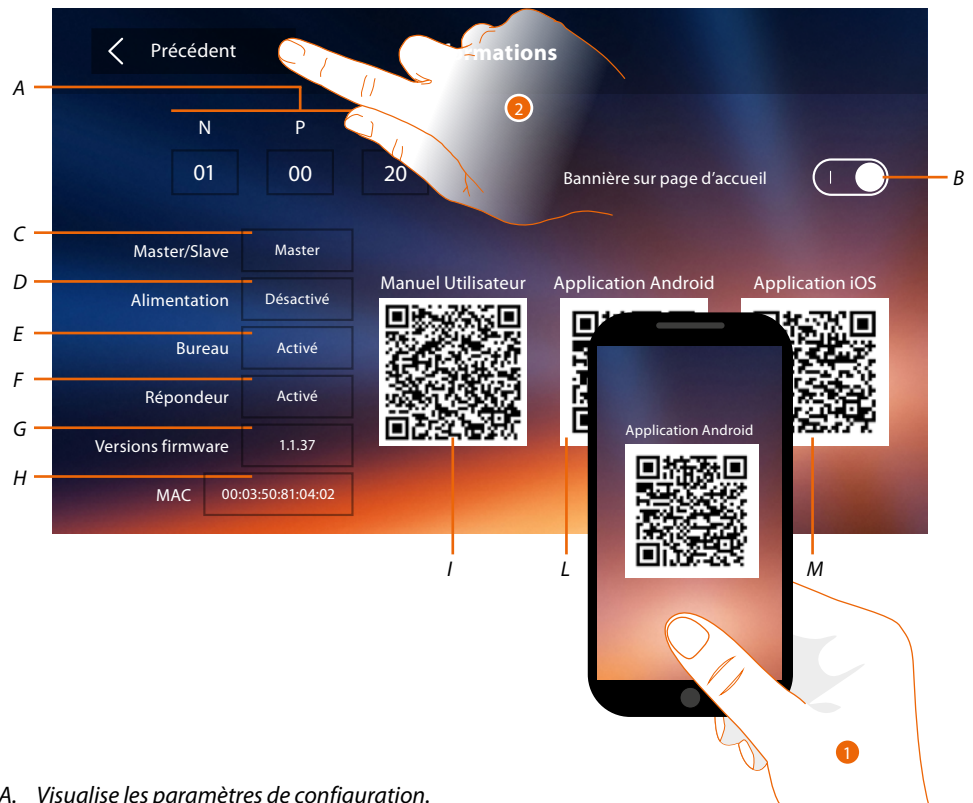 Précédent
mations
A
2
N P
01 00 20
Bannière sur page d’accueil
B
C
Master/Slave Master
D
Alimentation Désactivé
E
Bureau Activé
F
Répondeur Activé
G
Versions firmware 1.1.37
H
MAC 00:03:50:81:04:02
Manuel Utilisateur Application Android Application iOS
Application Android
I L M
1
A. Visualise les paramètres de configuration.